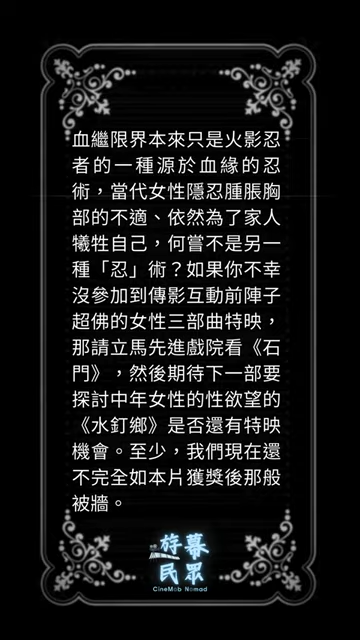 血繼限界本來只是火影忍
者的一種源於血緣的忍
術，當代女性隱忍腫脹胸
部的不適、依然為了家人
犧牲自己，何嘗不是另一
種「忍」術？如果你不幸
沒參加到傳影互動前陣子
超佛的女性三部曲特映，
那請立馬先進戲院看《石
門》，然後期待下一部要
探討中年女性的性欲望的
《水釘鄉》是否還有特映
機會。至少，我們現在還
不完全如本片獲獎後那般
被牆。
斿幕
民眾
CineMob Nomad